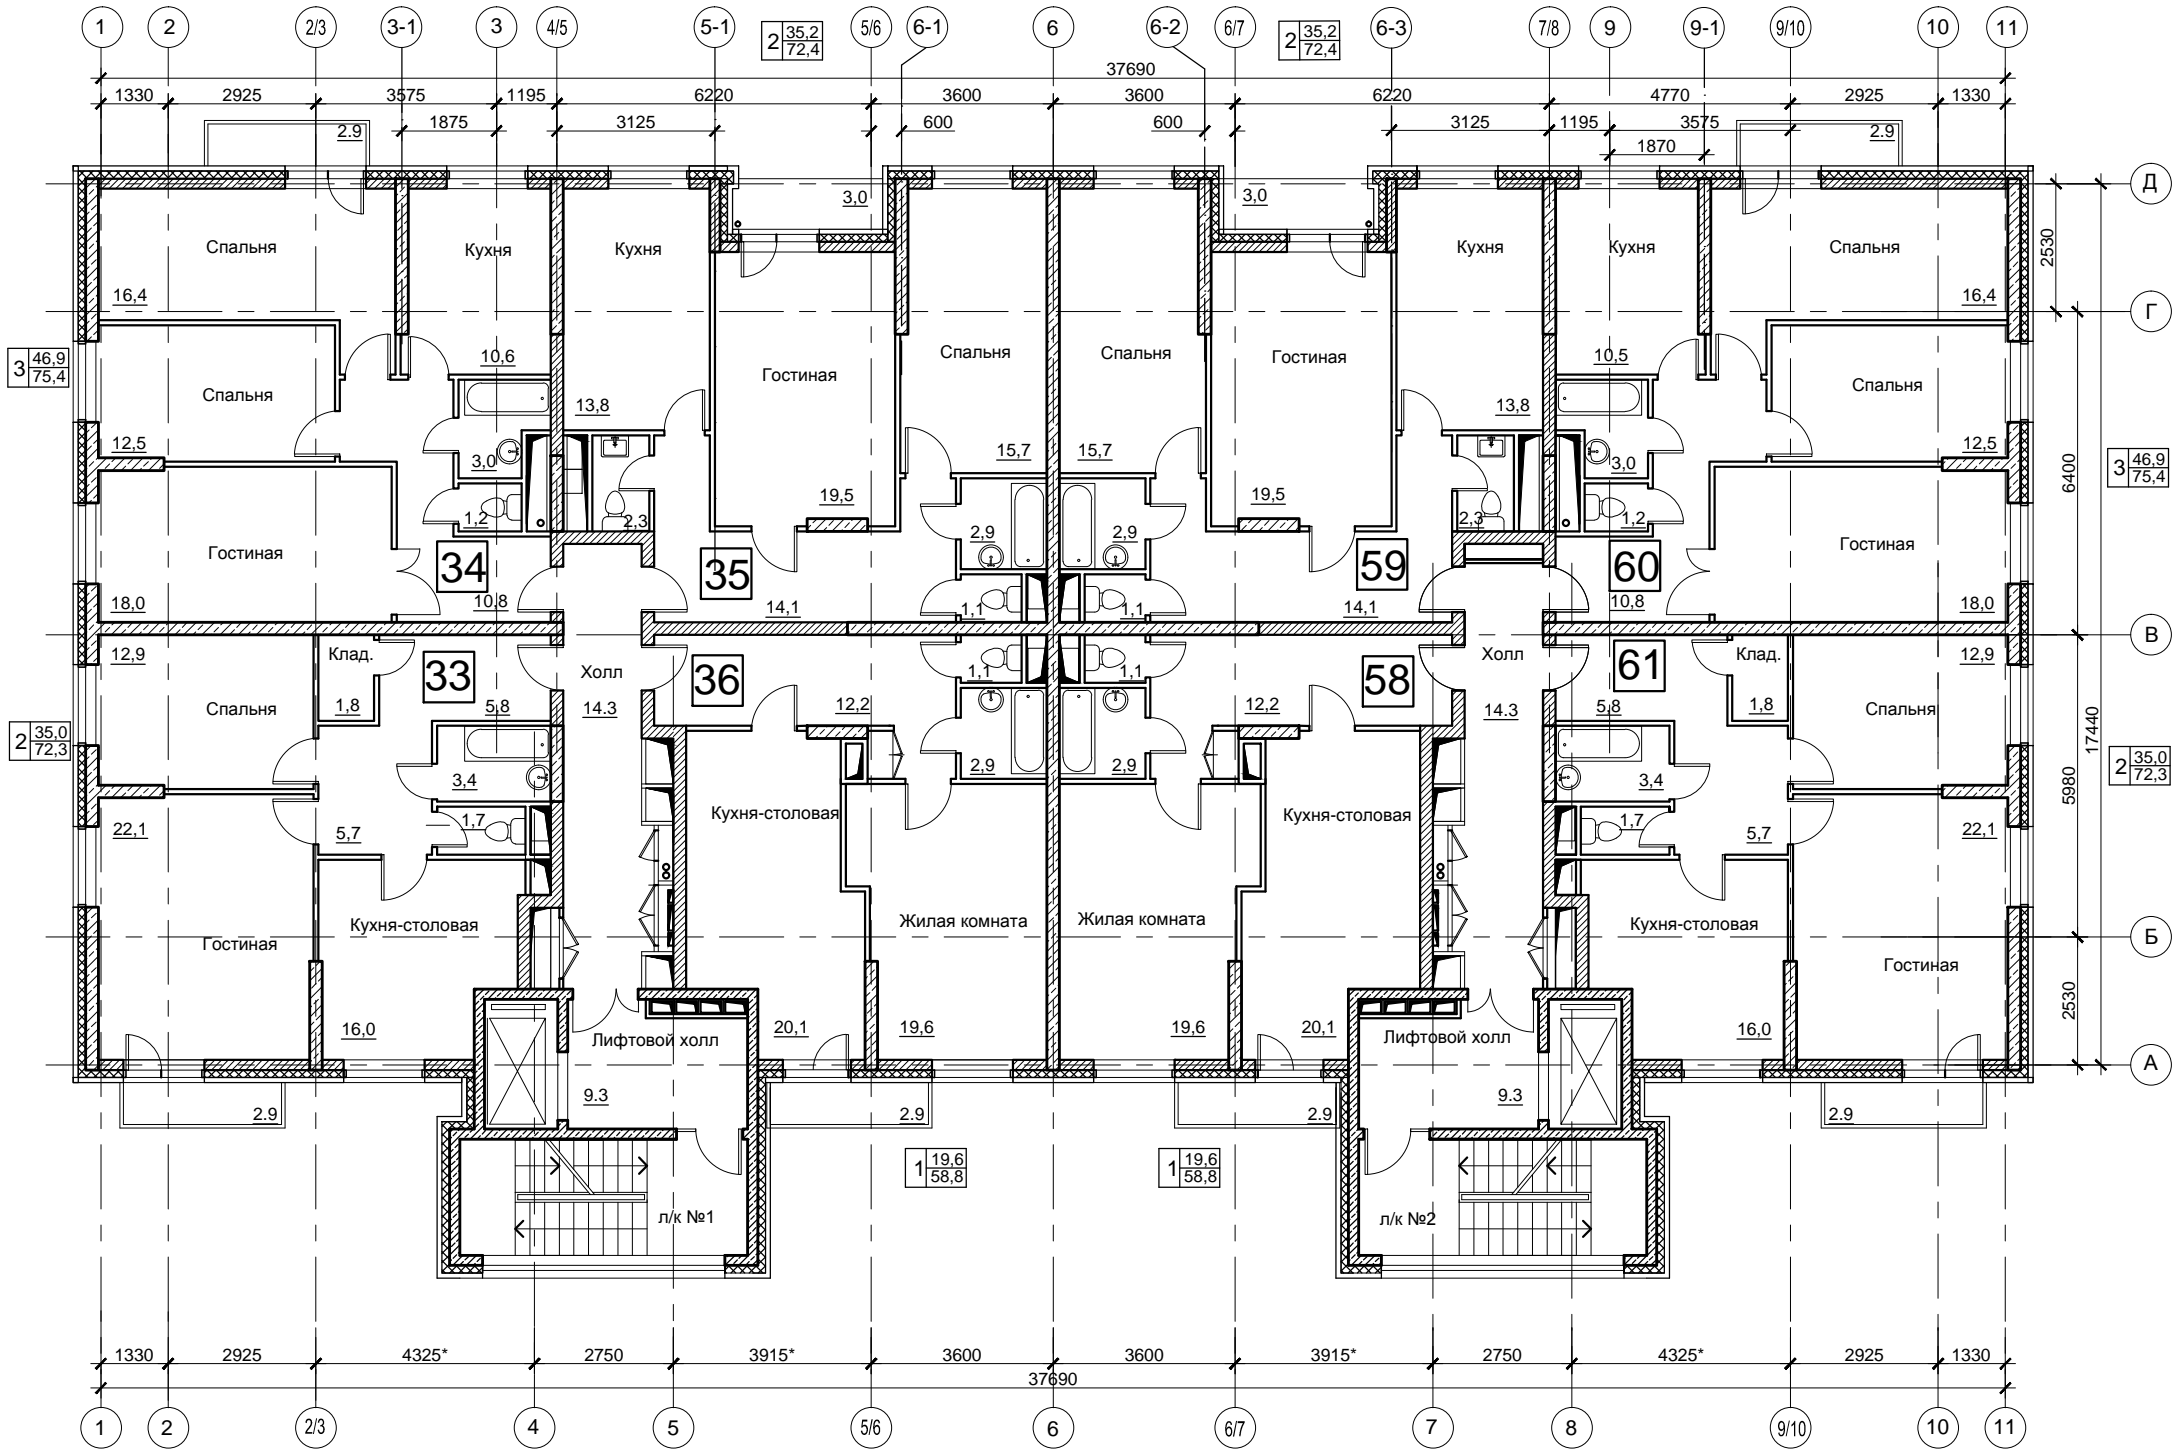 1 2 2/3 3-1 3 4/5 5-1 5/6 6-1 6 6-2 6/7 6-3 7/8 9 9-1 9/10 10 11
2 35,2 72,4
2 35,2 72,4
37690
1330 2925 3575 1195 6220 3600 3600 6220 4770 2925 1330
1875 3125 600 600 3125 1195 3575
1870
2.9 2.9
3,0 3,0
Д
Спальня Кухня Кухня Кухня Кухня Спальня
2530
16,4 16,4
Г
3 46,9 75,4
10,6 Спальня Спальня Гостиная 10,5
Спальня Гостиная Спальня
12,5 13,8 13,8 12,5
3,0 15,7 15,7 3,0
3 46,9 75,4
6400
1,2 2,3 19,5 19,5 2,3 1,2
Гостиная 2,9 2,9 Гостиная
34 35 59 60
18,0 10,8 14,1 1,1 1,1 14,1 10,8 18,0
В
12,9 Клад. 33 Холл 36 1,1 1,1 58 Холл 61 Клад. 12,9
Спальня 1,8 5,8 14.3 12,2 12,2 14.3 5,8 1,8 Спальня
2 35,0 72,3
2 35,0 72,3
17440
5980
3,4 2,9 2,9 3,4
22,1 5,7 1,7 Кухня-столовая Кухня-столовая 1,7 5,7 22,1
Кухня-столовая Жилая комната Жилая комната Кухня-столовая
Гостиная Гостиная
Б
2530
16,0 Лифтовой холл 20,1 19,6 19,6 20,1 Лифтовой холл 16,0
А
2.9 9.3 2.9 2.9 9.3 2.9
1 19,6 58,8
1 19,6 58,8
л/к №1 л/к №2
1330 2925 4325* 2750 3915* 3600 3600 3915* 2750 4325* 2925 1330
37690
1 2 2/3 4 5 5/6 6 6/7 7 8 9/10 10 11